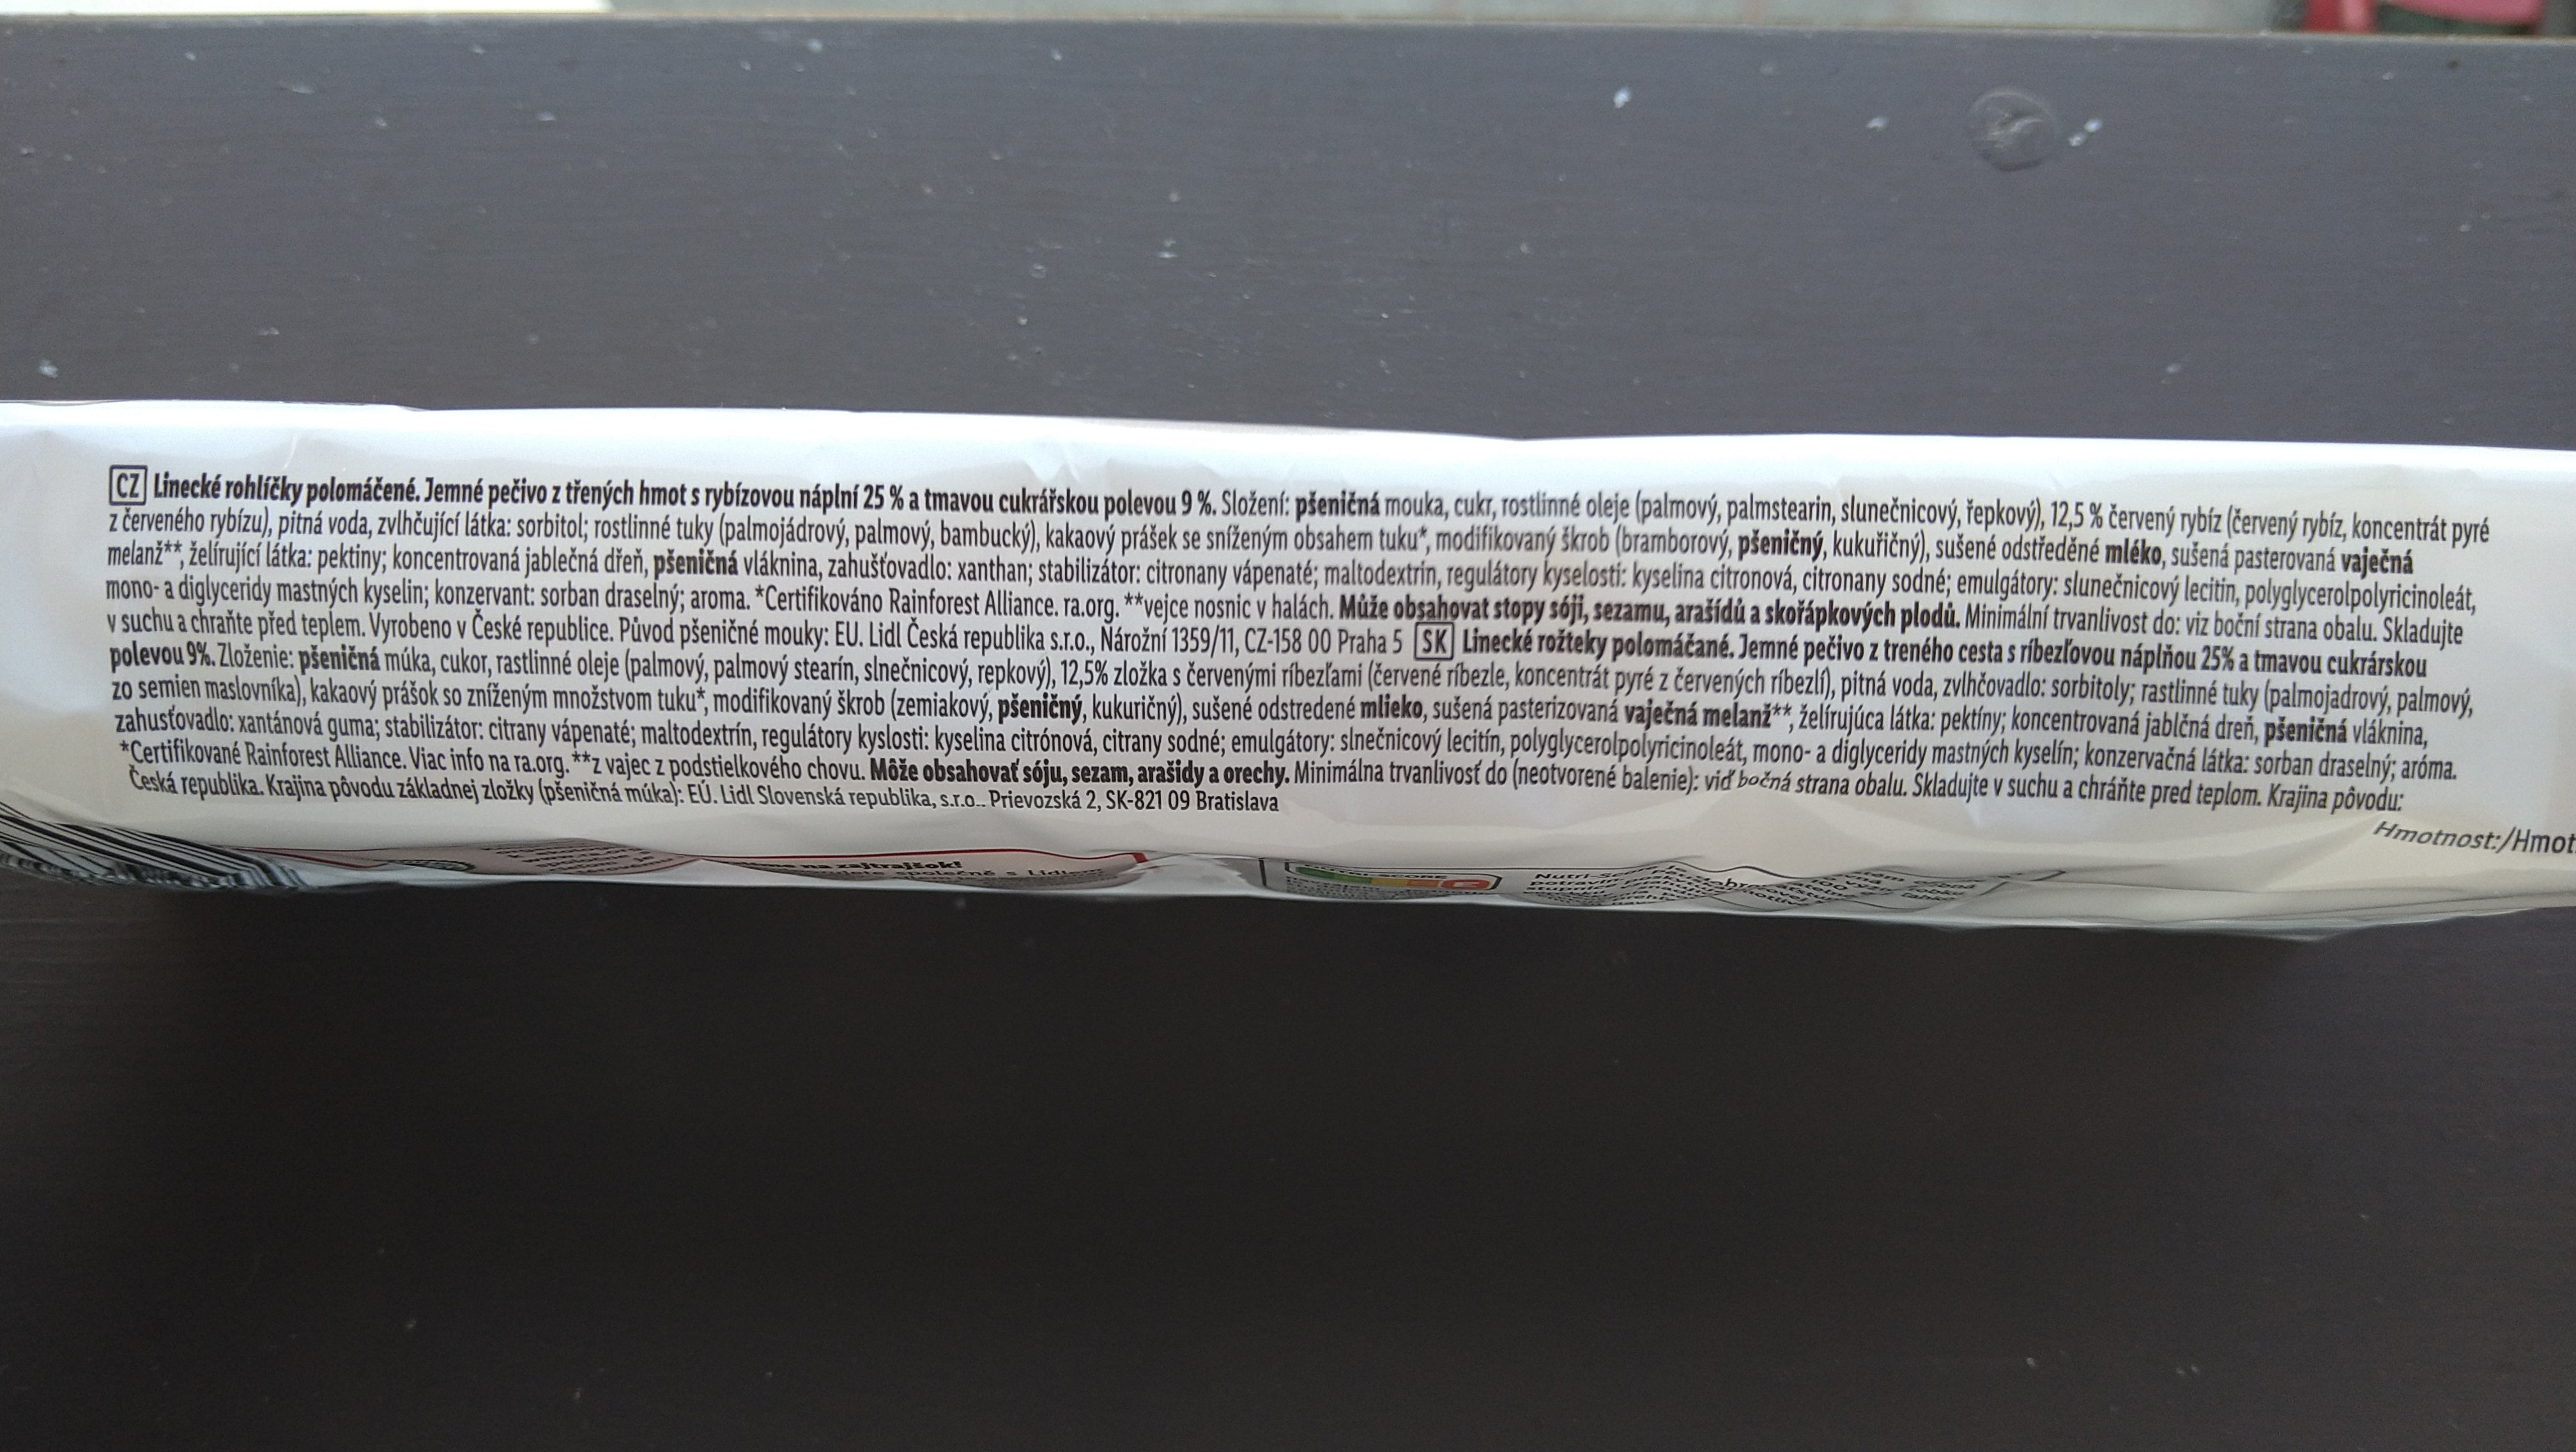 CZ Linecké rohlíčky polomáčené. Jemné pečivo z třených hmot s rybízovou náplní 25 % a tmavou cukrářskou polevou 9 %. Složení: pšeničná mouka, cukr, rostlinné oleje (palmový, palmstearin, slunečnicový, řepkový), 12,5 % červený rybíz (červený rybíz, koncentrát pyré
z červeného rybízu), pitná voda, zvlhčující látka: sorbitol; rostlinné tuky (palmojádrový, palmový, bambucký), kakaový prášek se sníženým obsahem tuku*, modifikovaný škrob (bramborový, pšeničný, kukuřičný), sušené odstředěné mléko, sušená pasterovaná vaječná
melanž**, želírující látka: pektiny; koncentrovaná jablečná dřeň, pšeničná vláknina, zahušťovadlo: xanthan; stabilizátor: citronany vápenaté; maltodextrin, regulátory kyselosti: kyselina citronová, citronany sodné; emulgátory: slunečnicový lecitin, polyglycerolpolyricinoleát,
mono- a diglyceridy mastných kyselin; konzervant: sorban draselný; aroma. *Certifikováno Rainforest Alliance. ra.org. **vejce nosnic v halách. Může obsahovat stopy sóji, sezamu, arašídů a skořápkových plodů. Minimální trvanlivost do: viz boční strana obalu. Skladujte
v suchu a chraňte před teplem. Vyrobeno v České republice. Původ pšeničné mouky: EU. Lidl Česká republika s.r.o., Nárožní 1359/11, CZ-158 00 Praha 5 SK Linecké rožteky polomáčané. Jemné pečivo z treného cesta s ríbezľovou náplňou 25% a tmavou cukrárskou
polevou 9%. Zloženie: pšeničná múka, cukor, rastlinné oleje (palmový, palmový stearín, slnečnicový, repkový), 12,5% zložka s červenými ríbezľami (červené ríbezle, koncentrát pyré z červených ríbezlí), pitná voda, zvlhčovadlo: sorbitoly; rastlinné tuky (palmojadrový, palmový,
zo semien maslovníka), kakaový prášok so zníženým množstvom tuku*, modifikovaný škrob (zemiakový, pšeničný, kukuričný), sušené odstredené mlieko, sušená pasterizovaná vaječná melanž**, želírujúca látka: pektíny; koncentrovaná jablčná dreň, pšeničná vláknina,
zahusťovadlo: xantánová guma; stabilizátor: citrany vápenaté; maltodextrín, regulátory kyslosti: kyselina citrónová, citrany sodné; emulgátory: slnečnicový lecitín, polyglycerolpolyricinoleát, mono- a diglyceridy mastných kyselín; konzervačná látka: sorban draselný; aróma.
*Certifikované Rainforest Alliance. Viac info na ra.org. **z vajec z podstielkového chovu. Môže obsahovať sóju, sezam, arašidy a orechy. Minimálna trvanlivosť do (neotvorené balenie): viď bočná strana obalu. Skladujte v suchu a chráňte pred teplom. Krajina pôvodu:
Česká republika. Krajina pôvodu základnej zložky (pšeničná múka): EÚ. Lidl Slovenská republika, s.r.o., Prievozská 2, SK-821 09 Bratislava
Hmotnost:/Hmot
na zajtrajšok!
společně s Lidlem
Nutri-Sc